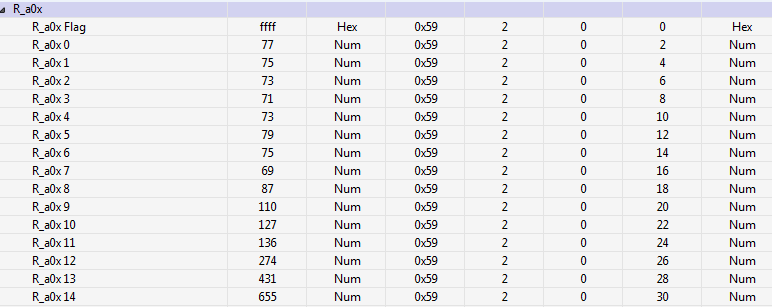 R_a0x
R_a0x Flag ffff Hex 0x59 2 0 0 Hex
R_a0x 0 77 Num 0x59 2 0 2 Num
R_a0x 1 75 Num 0x59 2 0 4 Num
R_a0x 2 73 Num 0x59 2 0 6 Num
R_a0x 3 71 Num 0x59 2 0 8 Num
R_a0x 4 73 Num 0x59 2 0 10 Num
R_a0x 5 79 Num 0x59 2 0 12 Num
R_a0x 6 75 Num 0x59 2 0 14 Num
R_a0x 7 69 Num 0x59 2 0 16 Num
R_a0x 8 87 Num 0x59 2 0 18 Num
R_a0x 9 110 Num 0x59 2 0 20 Num
R_a0x 10 127 Num 0x59 2 0 22 Num
R_a0x 11 136 Num 0x59 2 0 24 Num
R_a0x 12 274 Num 0x59 2 0 26 Num
R_a0x 13 431 Num 0x59 2 0 28 Num
R_a0x 14 655 Num 0x59 2 0 30 Num